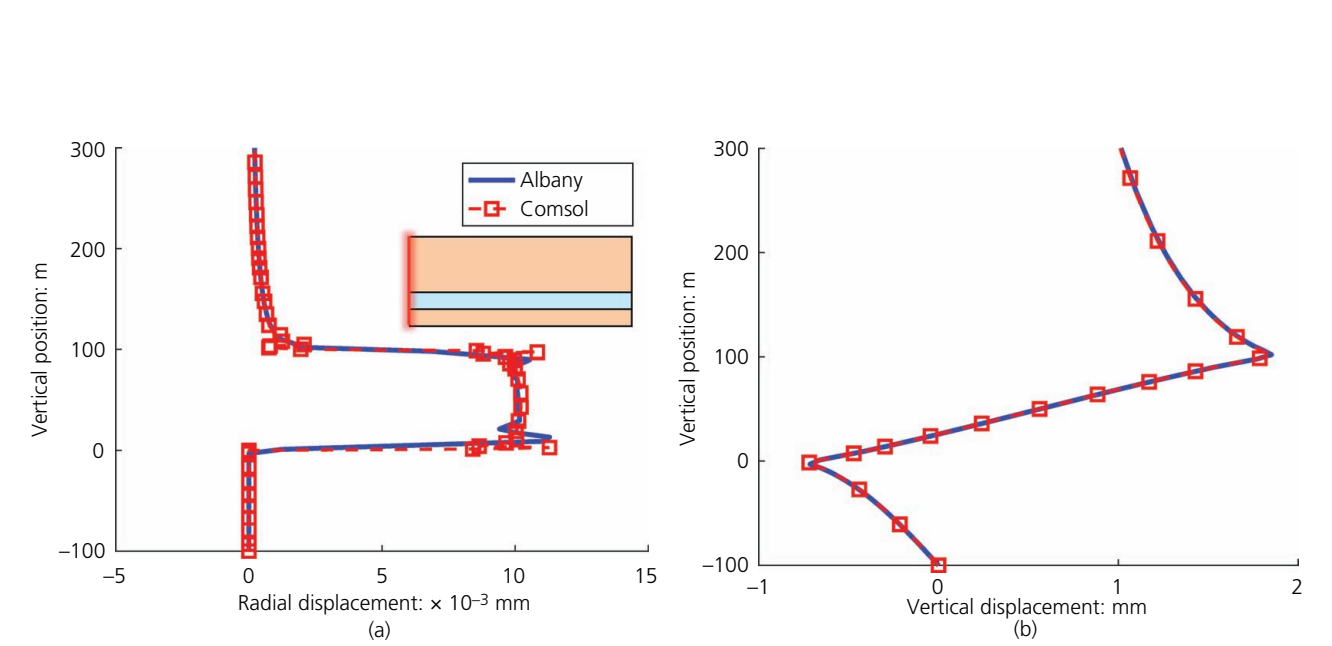 300
200
100
0
–100
Vertical position: m
Albany
Comsol
–5
0
5
10
15
Radial displacement: × 10–3 mm
(a)
300
200
100
0
–100
Vertical position: m
–1
0
1
2
Vertical displacement: mm
(b)